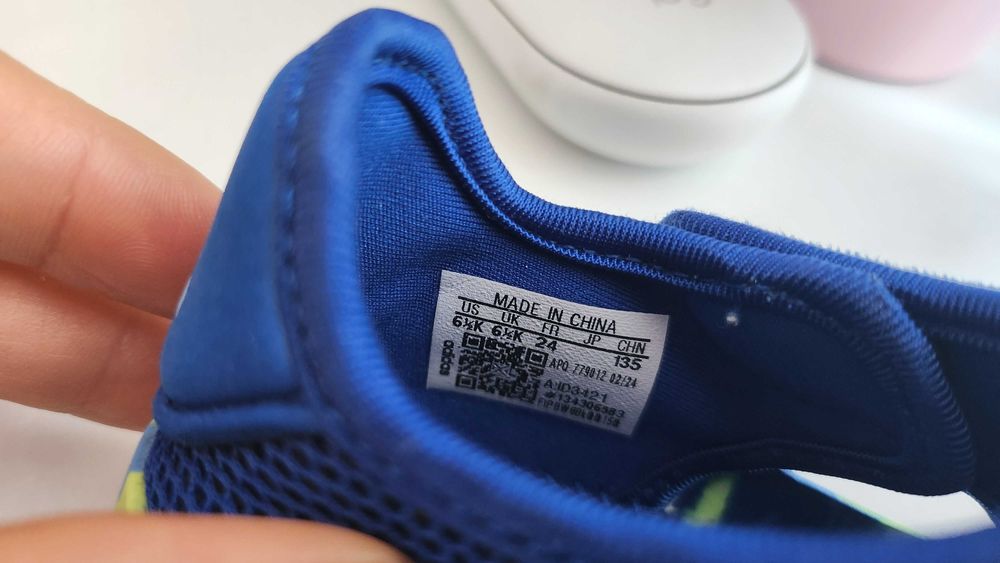 MADE IN CHINA
US UK FR JP CHN
6½K 6½K 24 135
adidas
APO 779012 02/24
A:ID3421
#134306383